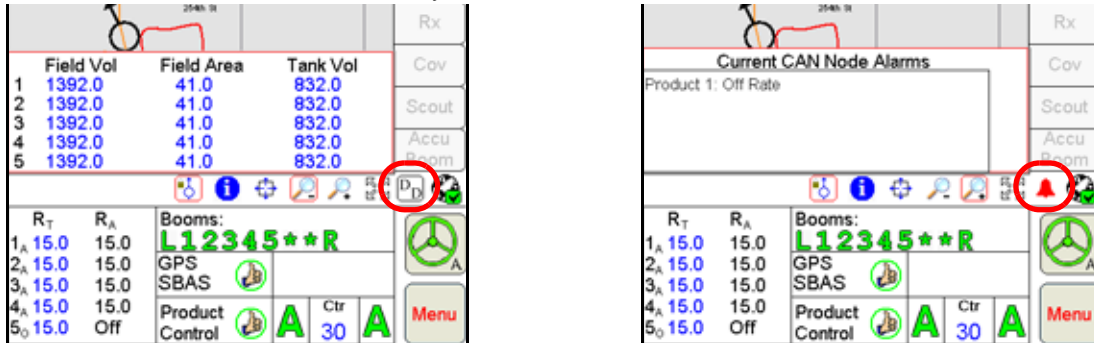 254th St
Rx
Field Vol Field Area Tank Vol
Cov
1 1392.0 41.0 832.0
2 1392.0 41.0 832.0
Scout
3 1392.0 41.0 832.0
4 1392.0 41.0 832.0
Accu
Boom
5 1392.0 41.0 832.0
DD
RT RA Booms:
1A 15.0 15.0 L12345**R
2A 15.0 15.0 GPS
3A 15.0 15.0 SBAS
A
4A 15.0 15.0 Product
Control A Ctr
30 A Menu
5O 15.0 Off
254th St
Rx
Current CAN Node Alarms
Cov
Product 1: Off Rate
Scout
Accu
Boom
RT RA Booms:
1A 15.0 15.0 L12345**R
2A 15.0 15.0 GPS
3A 15.0 15.0 SBAS
A
4A 15.0 15.0 Product
Control A Ctr
30 A Menu
5O 15.0 Off